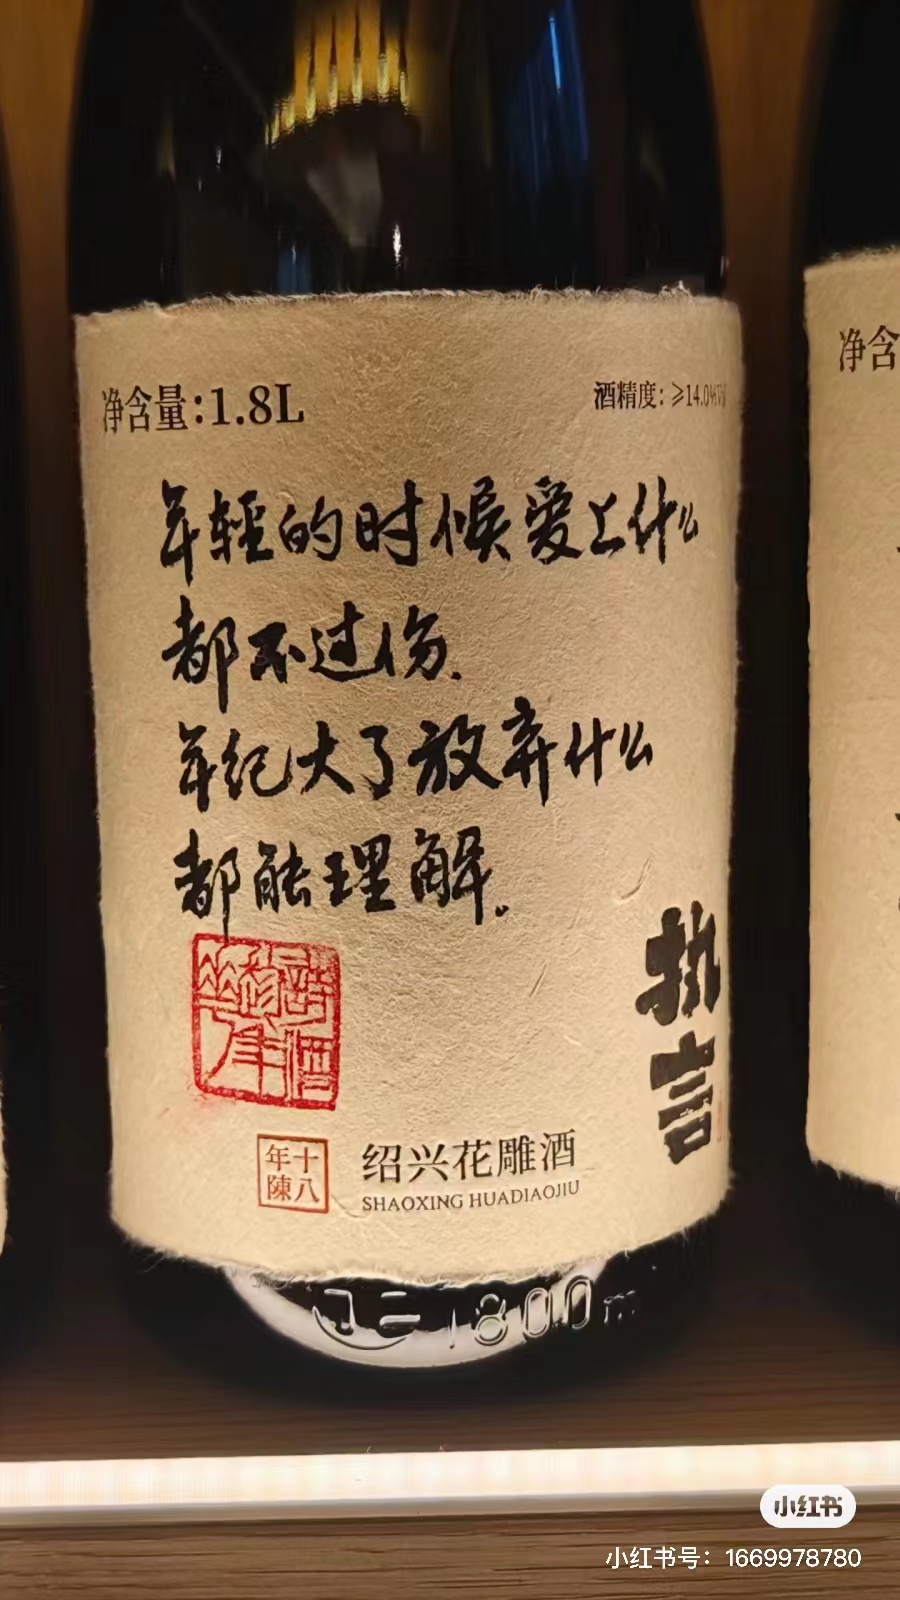 净含量:1.8L
酒精度:≥14.0%vol
年輕的时候爱上什么
都不过份.
年纪大了放弃什么
都能理解。
执言
十八年陳
绍兴花雕酒
SHAOXING HUADIAOJIU
1800m
净含
小红书
小红书号：1669978780